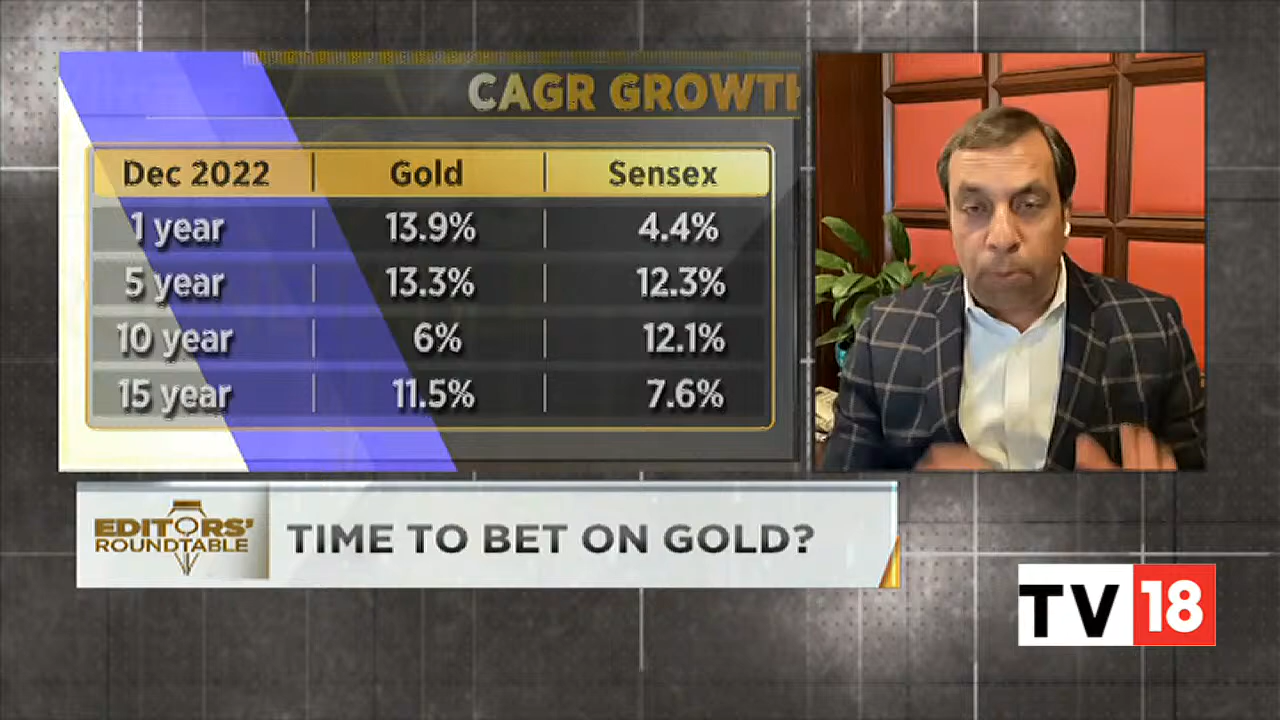 CAGR GROWTH
Dec 2022 Gold Sensex
1 year 13.9% 4.4%
5 year 13.3% 12.3%
10 year 6% 12.1%
15 year 11.5% 7.6%
EDITORS' ROUNDTABLE
TIME TO BET ON GOLD?
TV18